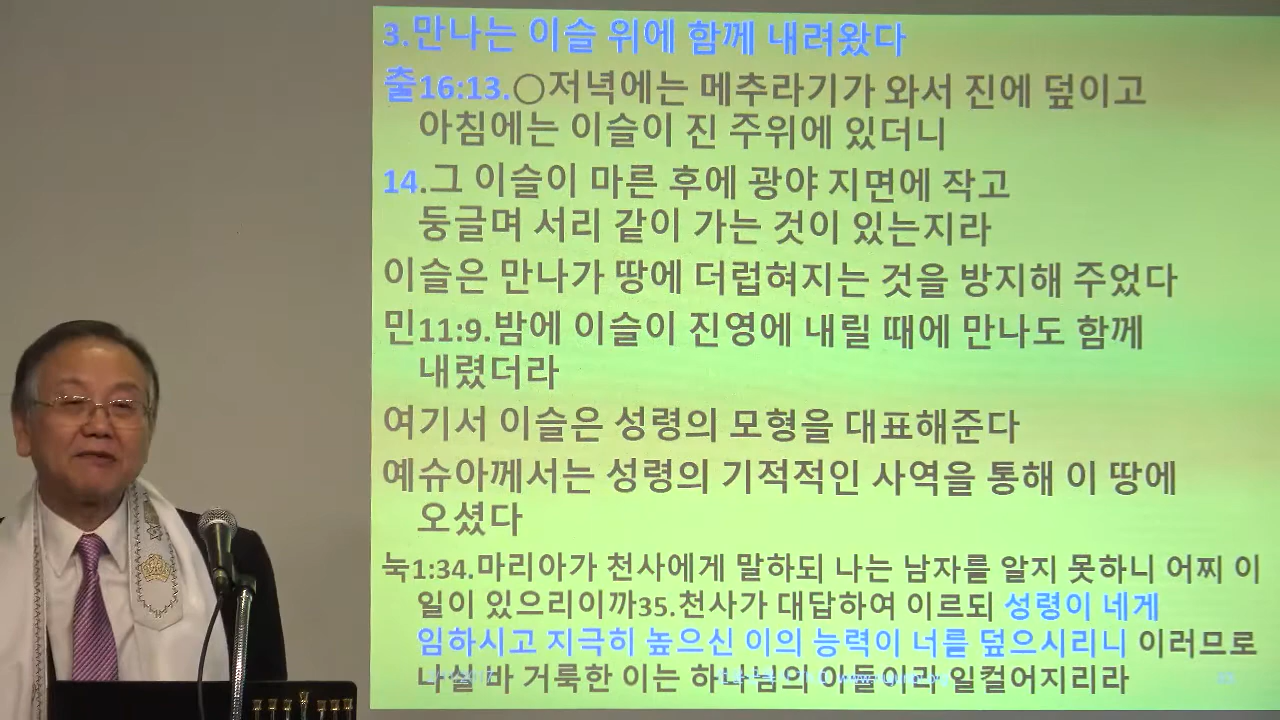 3.만나는 이슬 위에 함께 내려왔다
출16:13.○저녁에는 메추라기가 와서 진에 덮이고
아침에는 이슬이 진 주위에 있더니
14.그 이슬이 마른 후에 광야 지면에 작고
둥글며 서리 같이 가는 것이 있는지라
이슬은 만나가 땅에 더럽혀지는 것을 방지해 주었다
민11:9.밤에 이슬이 진영에 내릴 때에 만나도 함께
내렸더라
여기서 이슬은 성령의 모형을 대표해준다
예슈아께서는 성령의 기적적인 사역을 통해 이 땅에
오셨다
눅1:34.마리아가 천사에게 말하되 나는 남자를 알지 못하니 어찌 이
일이 있으리이까35.천사가 대답하여 이르되 성령이 네게
임하시고 지극히 높으신 이의 능력이 너를 덮으시리니 이러므로
나실 바 거룩한 이는 하나님의 아들이라 일컬어지리라